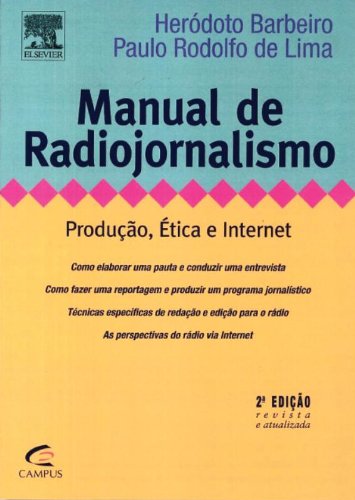 ELSEVIER
Heródoto Barbeiro
Paulo Rodolfo de Lima
Manual de
Radiojornalismo
Produção, Ética e Internet
Como elaborar uma pauta e conduzir uma entrevista
Como fazer uma reportagem e produzir um programa jornalístico
Técnicas específicas de redação e edição para o rádio
As perspectivas do rádio via Internet
2ª EDIÇÃO
revista
e atualizada
CAMPUS